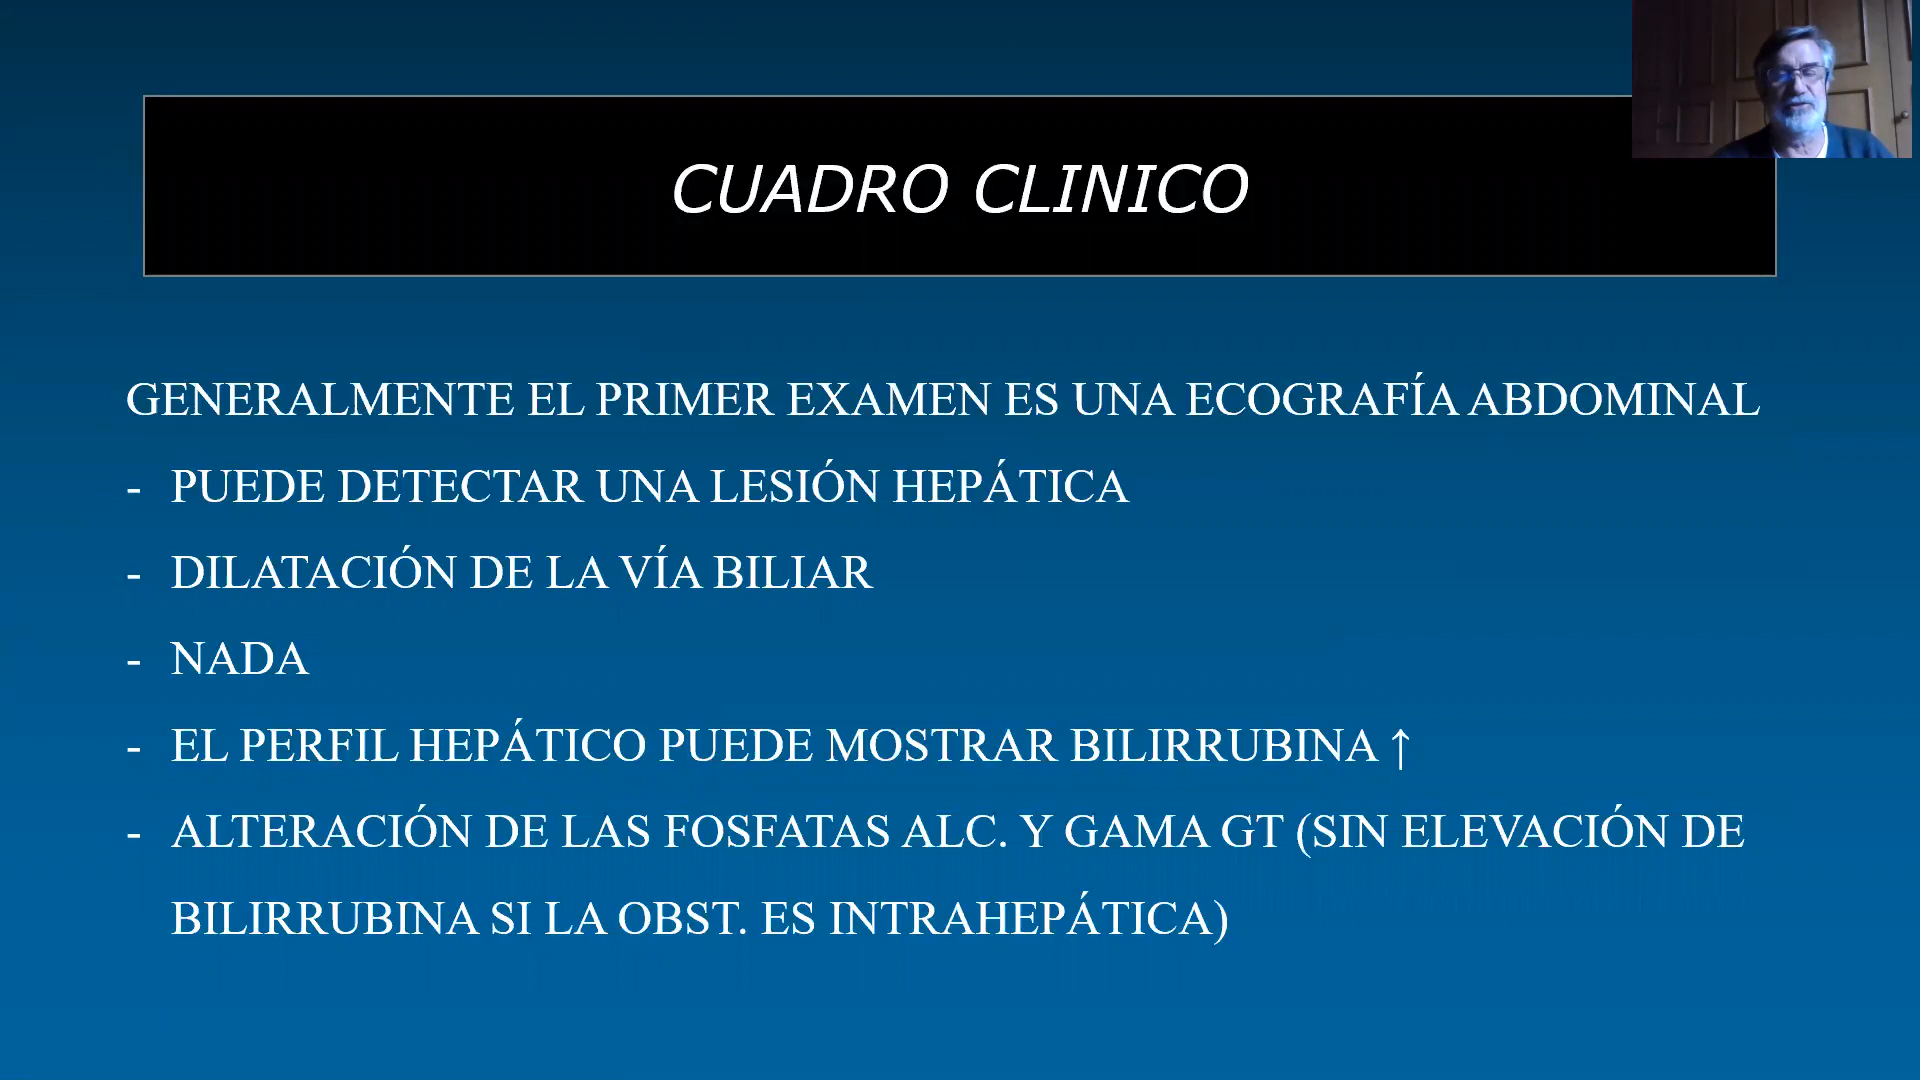 CUADRO CLINICO
GENERALMENTE EL PRIMER EXAMEN ES UNA ECOGRAFÍA ABDOMINAL
- PUEDE DETECTAR UNA LESIÓN HEPÁTICA
- DILATACIÓN DE LA VÍA BILIAR
- NADA
- EL PERFIL HEPÁTICO PUEDE MOSTRAR BILIRRUBINA ↑
- ALTERACIÓN DE LAS FOSFATAS ALC. Y GAMA GT (SIN ELEVACIÓN DE
BILIRRUBINA SI LA OBST. ES INTRAHEPÁTICA)